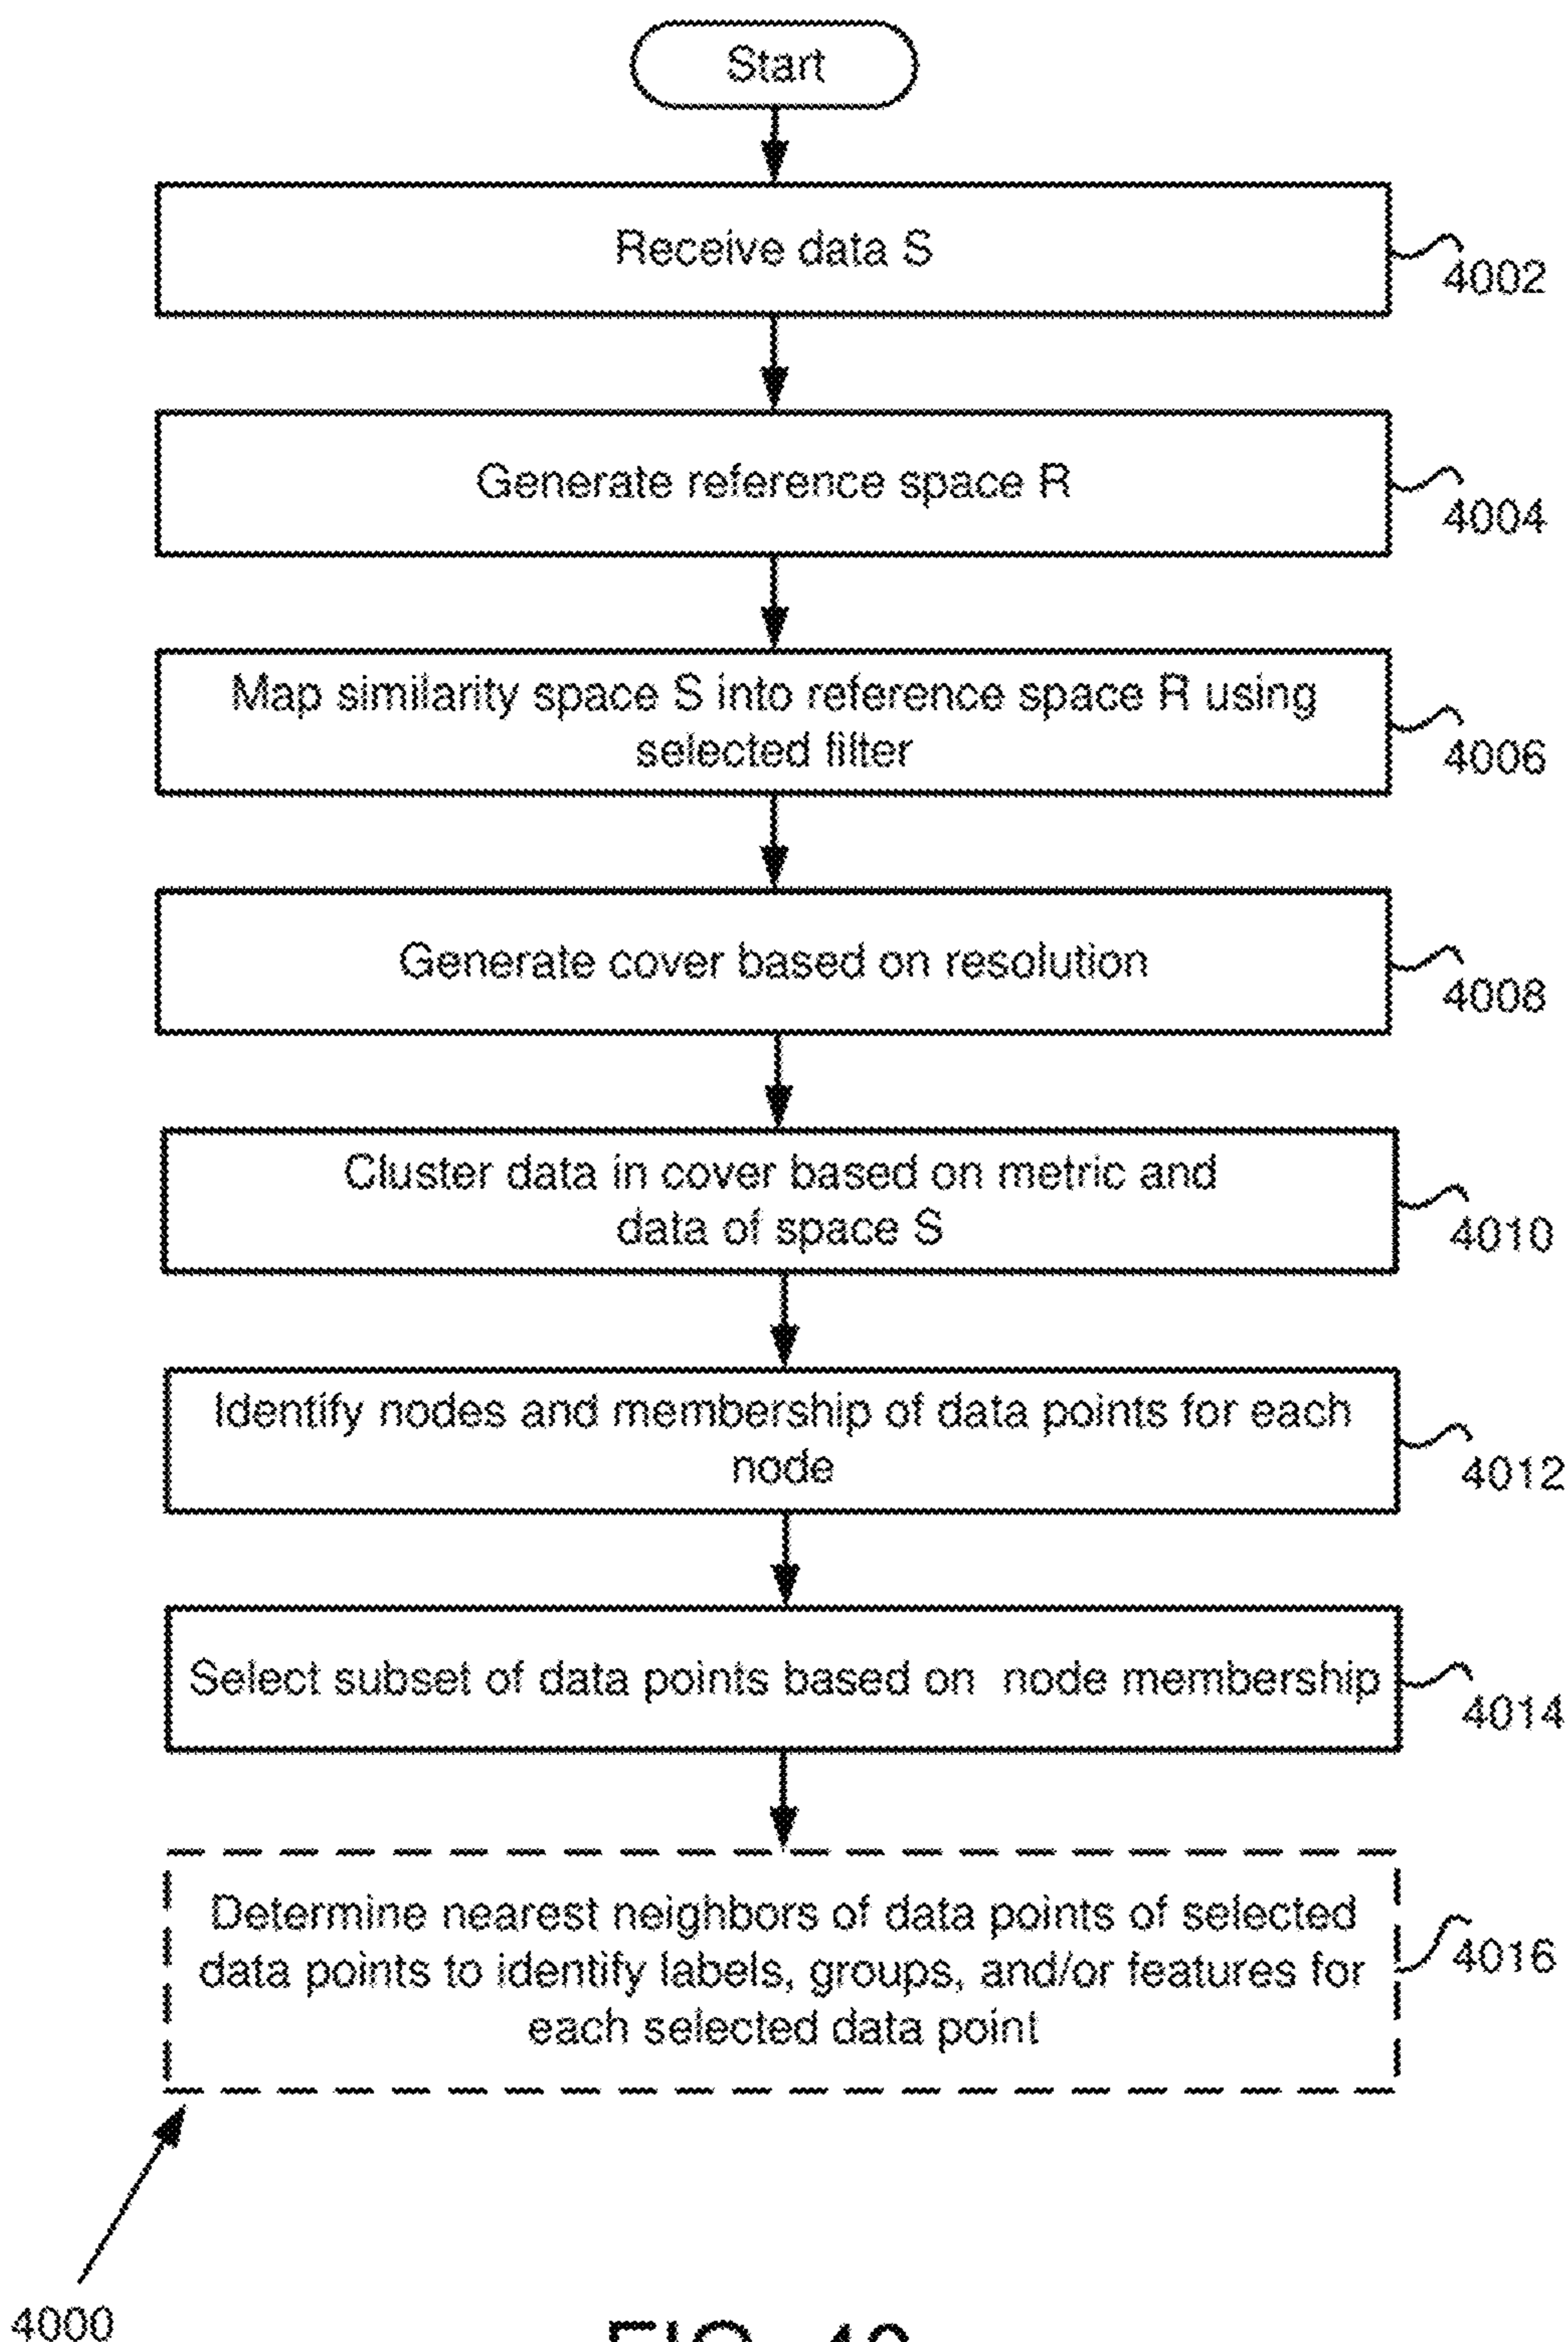 Start
Receive data S
4002
Generate reference space R
4004
Map similarity space S into reference space R using
selected filter
4006
Generate cover based on resolution
4008
Cluster data in cover based on metric and
data of space S
4010
Identify nodes and membership of data points for each
node
4012
Select subset of data points based on node membership
4014
Determine nearest neighbors of data points of selected
data points to identify labels, groups, and/or features for
each selected data point
4016
4000
FIG. 40